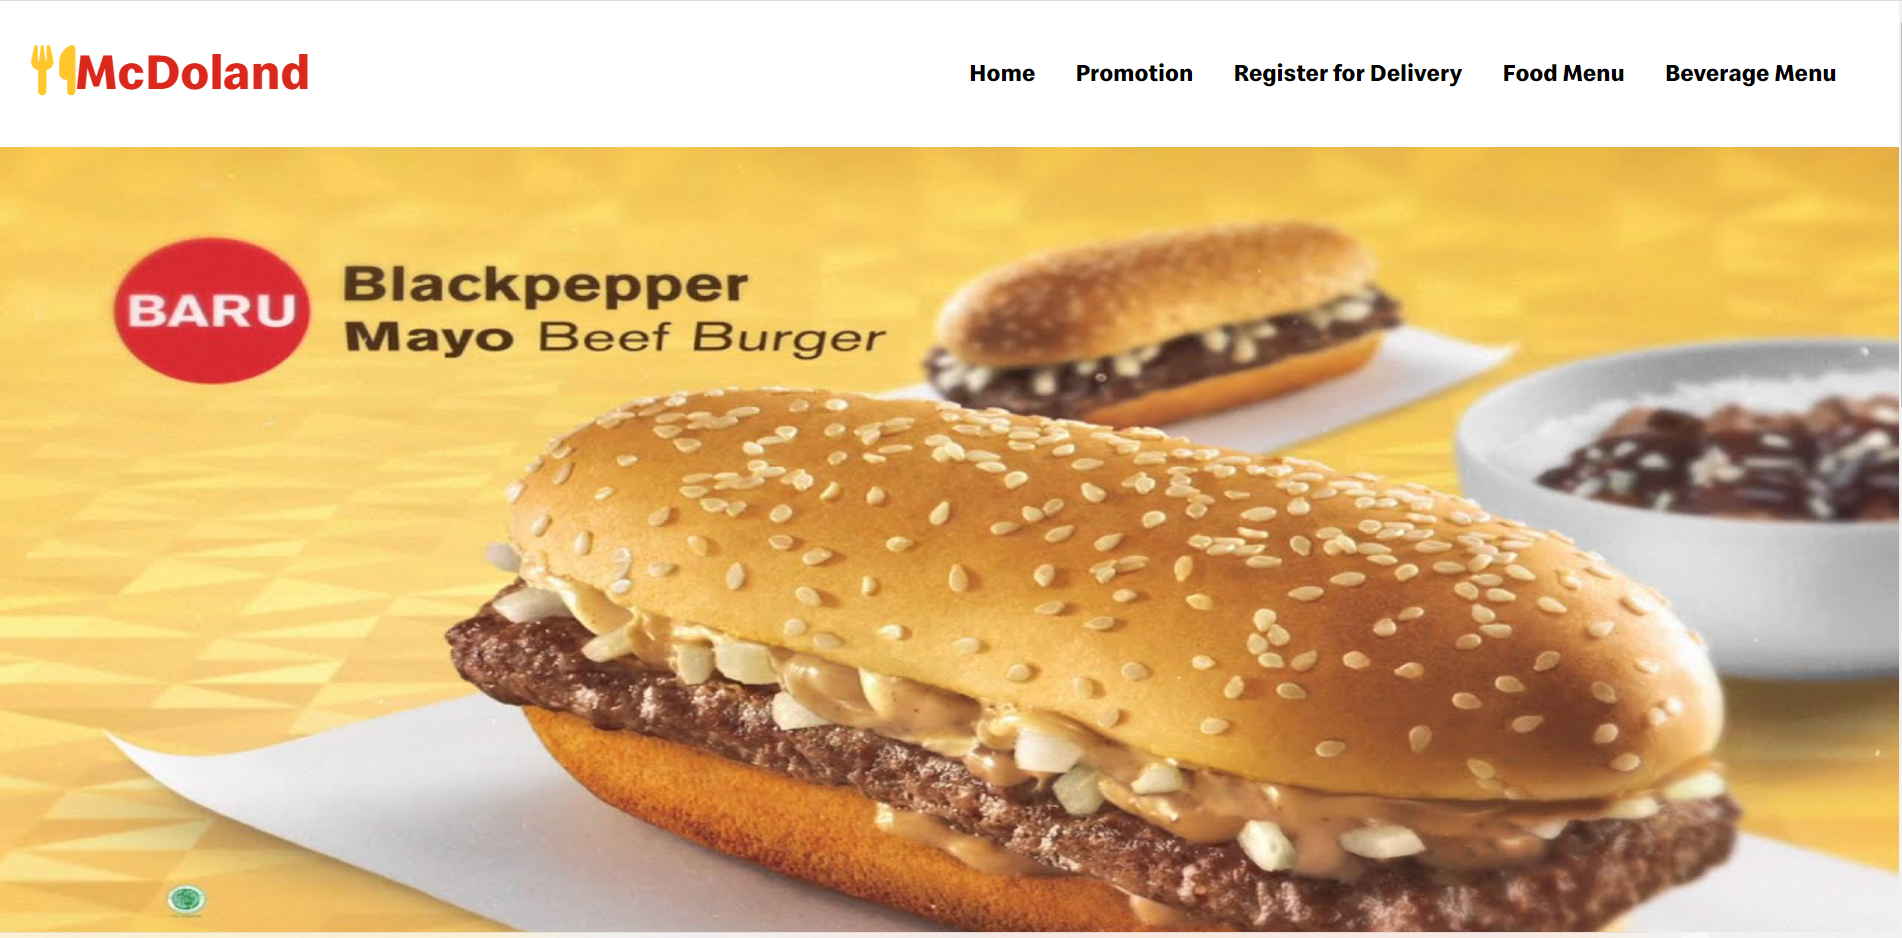 McDoland
Home Promotion Register for Delivery Food Menu Beverage Menu
BARU
Blackpepper
Mayo Beef Burger